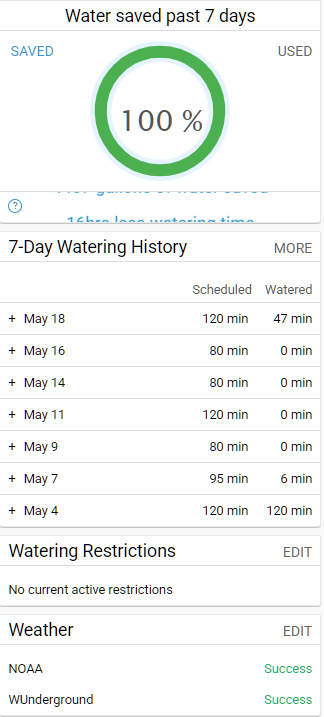 Water saved past 7 days
SAVED USED
100 %
gallons of water saved
16hrs less watering time
?
7-Day Watering History MORE
Scheduled Watered
+ May 18 120 min 47 min
+ May 16 80 min 0 min
+ May 14 80 min 0 min
+ May 11 120 min 0 min
+ May 9 80 min 0 min
+ May 7 95 min 6 min
+ May 4 120 min 120 min
Watering Restrictions EDIT
No current active restrictions
Weather EDIT
NOAA Success
WUnderground Success